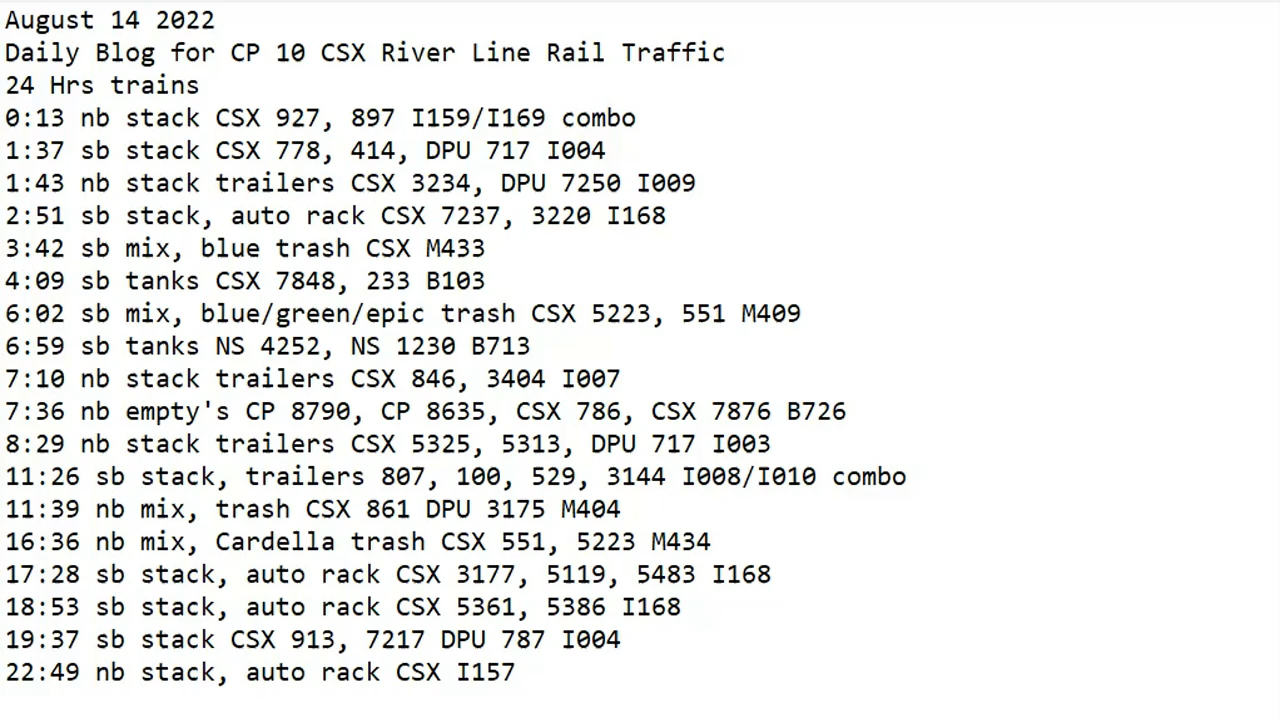 August 14 2022
Daily Blog for CP 10 CSX River Line Rail Traffic
24 Hrs trains
0:13 nb stack CSX 927, 897 I159/I169 combo
1:37 sb stack CSX 778, 414, DPU 717 I004
1:43 nb stack trailers CSX 3234, DPU 7250 I009
2:51 sb stack, auto rack CSX 7237, 3220 I168
3:42 sb mix, blue trash CSX M433
4:09 sb tanks CSX 7848, 233 B103
6:02 sb mix, blue/green/epic trash CSX 5223, 551 M409
6:59 sb tanks NS 4252, NS 1230 B713
7:10 nb stack trailers CSX 846, 3404 I007
7:36 nb empty's CP 8790, CP 8635, CSX 786, CSX 7876 B726
8:29 nb stack trailers CSX 5325, 5313, DPU 717 I003
11:26 sb stack, trailers 807, 100, 529, 3144 I008/I010 combo
11:39 nb mix, trash CSX 861 DPU 3175 M404
16:36 nb mix, Cardella trash CSX 551, 5223 M434
17:28 sb stack, auto rack CSX 3177, 5119, 5483 I168
18:53 sb stack, auto rack CSX 5361, 5386 I168
19:37 sb stack CSX 913, 7217 DPU 787 I004
22:49 nb stack, auto rack CSX I157